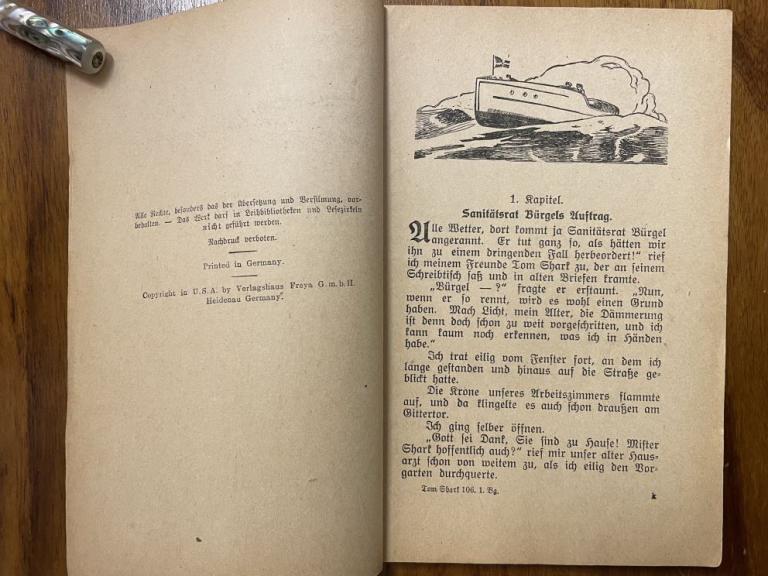 Alle Rechte, besonders das der Übersetzung und Verfilmung, vor-
behalten. — Das Werk darf in Leihbibliotheken und Lesezirkeln
nicht geführt werden.
Nachdruck verboten.
Printed in Germany.
Copyright in U.S.A. by Verlagshaus Freya G.m.b.H.
Heidenau Germany.
1. Kapitel.
Sanitätsrat Bürgels Auftrag.
Alle Wetter, dort kommt ja Sanitätsrat Bürgel
angerannt. Er tut ganz so, als hätten wir
ihn zu einem dringenden Fall herbeordert!“ rief
ich meinem Freunde Tom Shark zu, der an seinem
Schreibtisch saß und in alten Briefen kramte.
„Bürgel — ?“ fragte er erstaunt. „Nun,
wenn er so rennt, wird es wohl einen Grund
haben. Mach Licht, mein Alter, die Dämmerung
ist denn doch schon zu weit vorgeschritten, und ich
kann kaum noch erkennen, was ich in Händen
habe.“
Ich trat eilig vom Fenster fort, an dem ich
lange gestanden und hinaus auf die Straße ge-
blickt hatte.
Die Krone unseres Arbeitszimmers flammte
auf, und da klingelte es auch schon draußen am
Gittertor.
Ich ging selber öffnen.
„Gott sei Dank, Sie sind zu Hause! Mister
Shark hoffentlich auch?“ rief mir unser alter Haus-
arzt schon von weitem zu, als ich eilig den Vor-
garten durchquerte.
Tom Shark 106. 1. Bg.
k